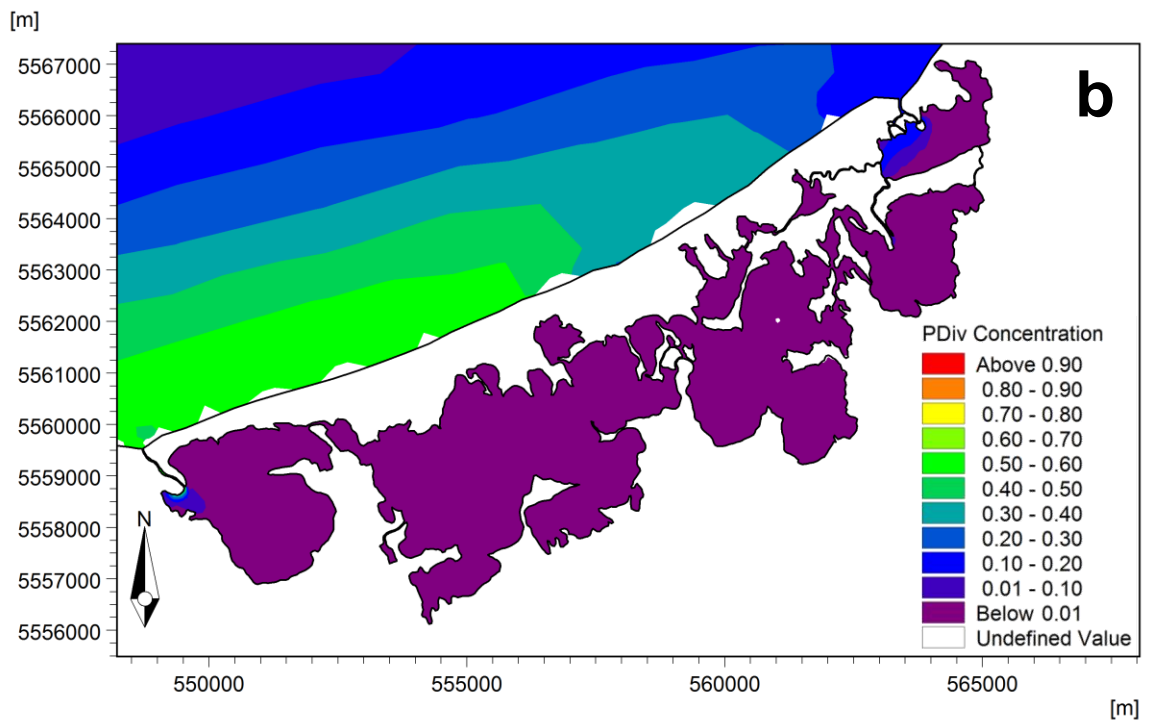 [m]
b
5567000
5566000
5565000
5564000
5563000
5562000
5561000
5560000
5559000
5558000
5557000
5556000
N
PDiv Concentration
Above 0.90
0.80 - 0.90
0.70 - 0.80
0.60 - 0.70
0.50 - 0.60
0.40 - 0.50
0.30 - 0.40
0.20 - 0.30
0.10 - 0.20
0.01 - 0.10
Below 0.01
Undefined Value
550000 555000 560000 565000
[m]